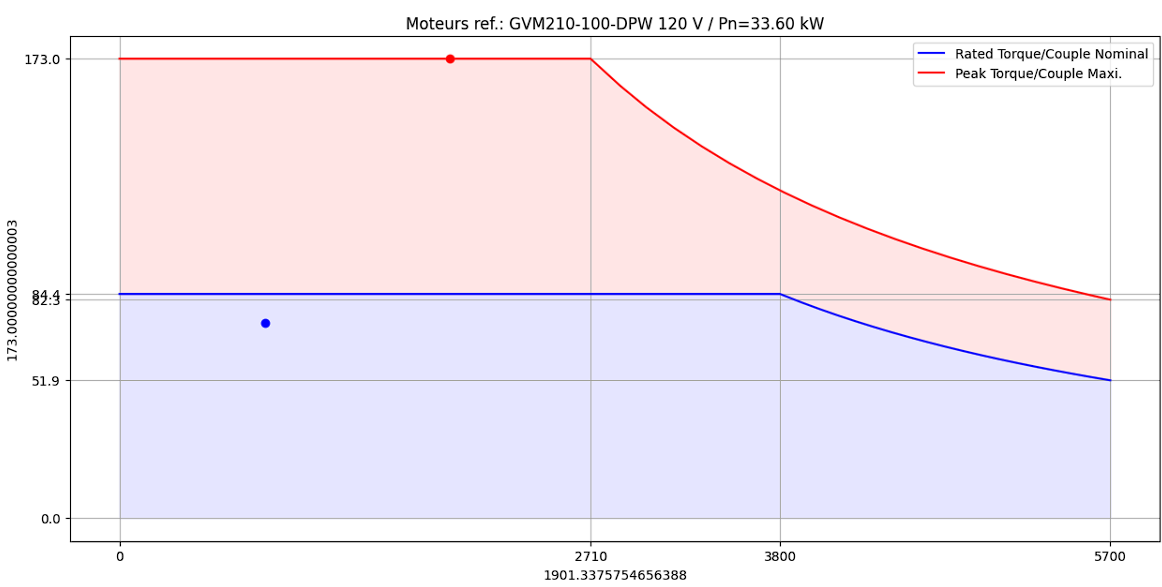 Moteurs ref.: GVM210-100-DPW 120 V / Pn=33.60 kW
Rated Torque/Couple Nominal
Peak Torque/Couple Maxi.
173.0
84.4
82.3
51.9
0.0
173.00000000000003
0 2710 3800 5700
1901.3375754656388